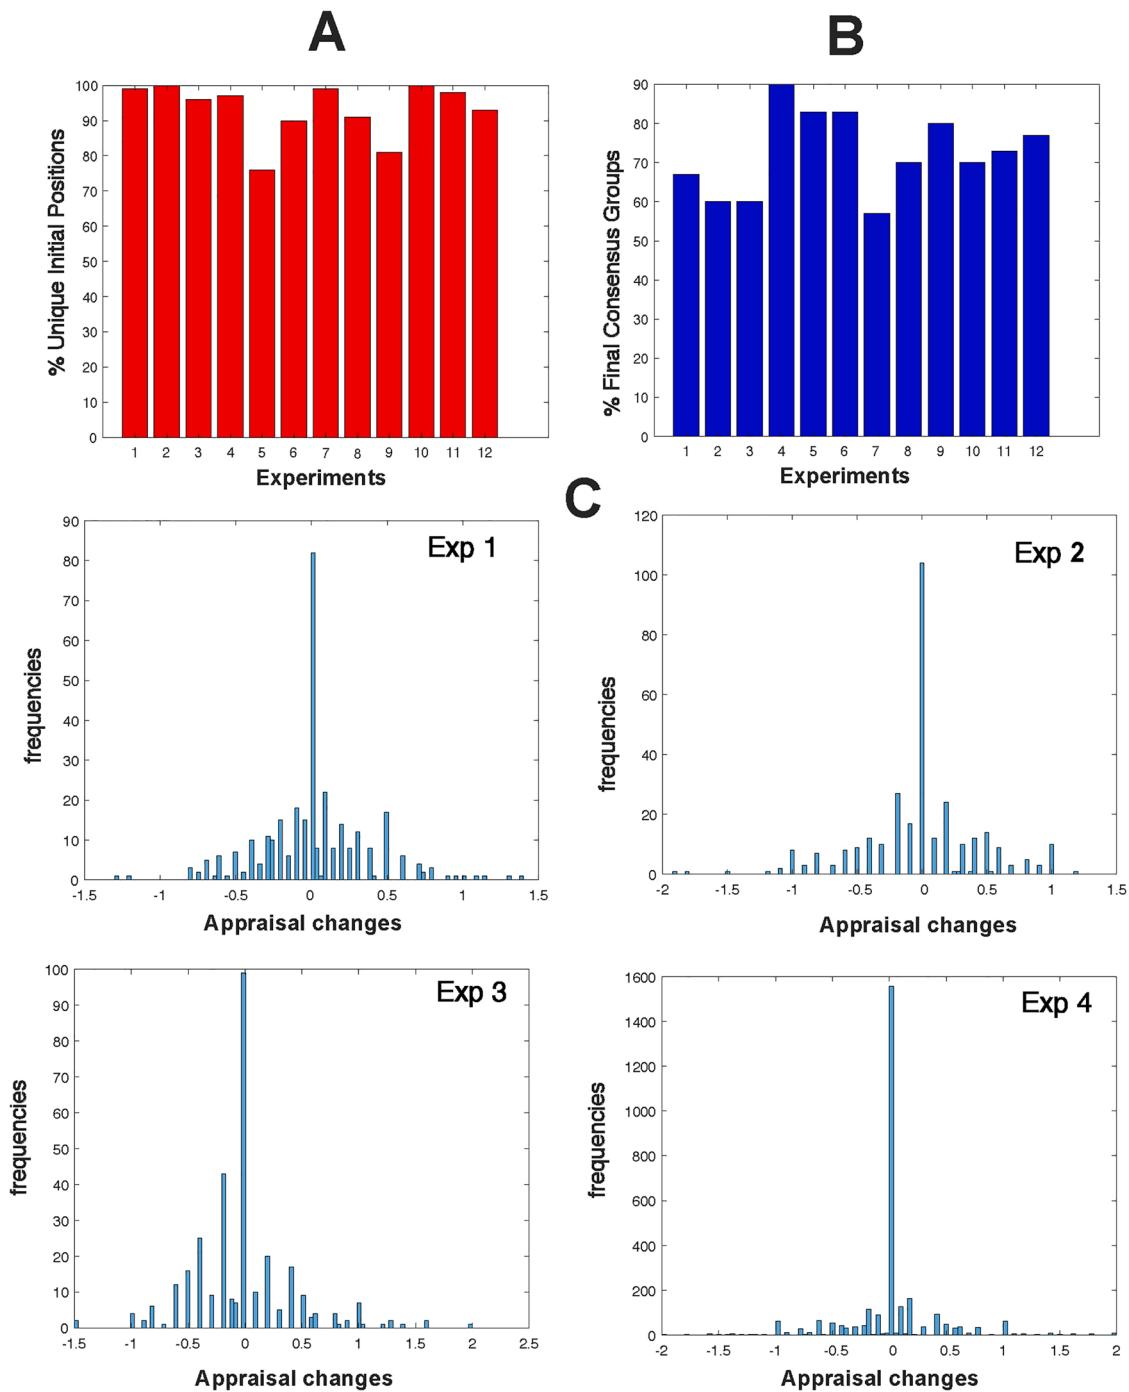 A
B
100
90
80
70
60
50
40
30
20
10
0
% Unique Initial Positions
1 2 3 4 5 6 7 8 9 10 11 12
Experiments
90
80
70
60
50
40
30
20
10
0
% Final Consensus Groups
1 2 3 4 5 6 7 8 9 10 11 12
Experiments
C
Exp 1
90
80
70
60
50
40
30
20
10
0
frequencies
-1.5 -1 -0.5 0 0.5 1 1.5
Appraisal changes
Exp 2
120
100
80
60
40
20
0
frequencies
-2 -1.5 -1 -0.5 0 0.5 1 1.5
Appraisal changes
Exp 3
100
90
80
70
60
50
40
30
20
10
0
frequencies
-1.5 -1 -0.5 0 0.5 1 1.5 2 2.5
Appraisal changes
Exp 4
1600
1400
1200
1000
800
600
400
200
0
frequencies
-2 -1.5 -1 -0.5 0 0.5 1 1.5 2
Appraisal changes